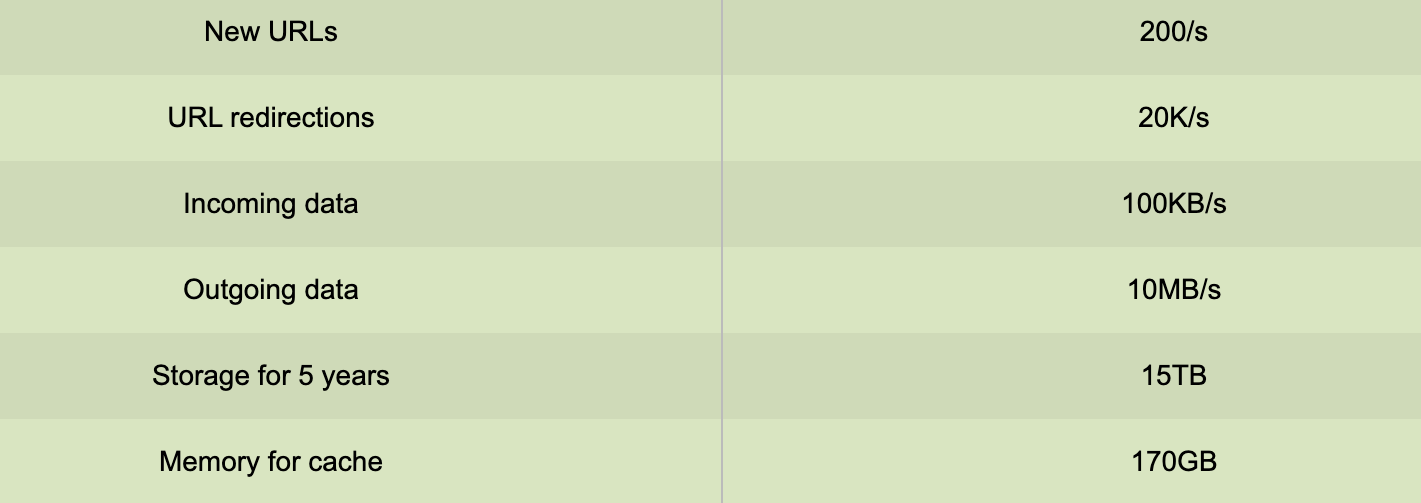 New URLs 200/s
URL redirections 20K/s
Incoming data 100KB/s
Outgoing data 10MB/s
Storage for 5 years 15TB
Memory for cache 170GB